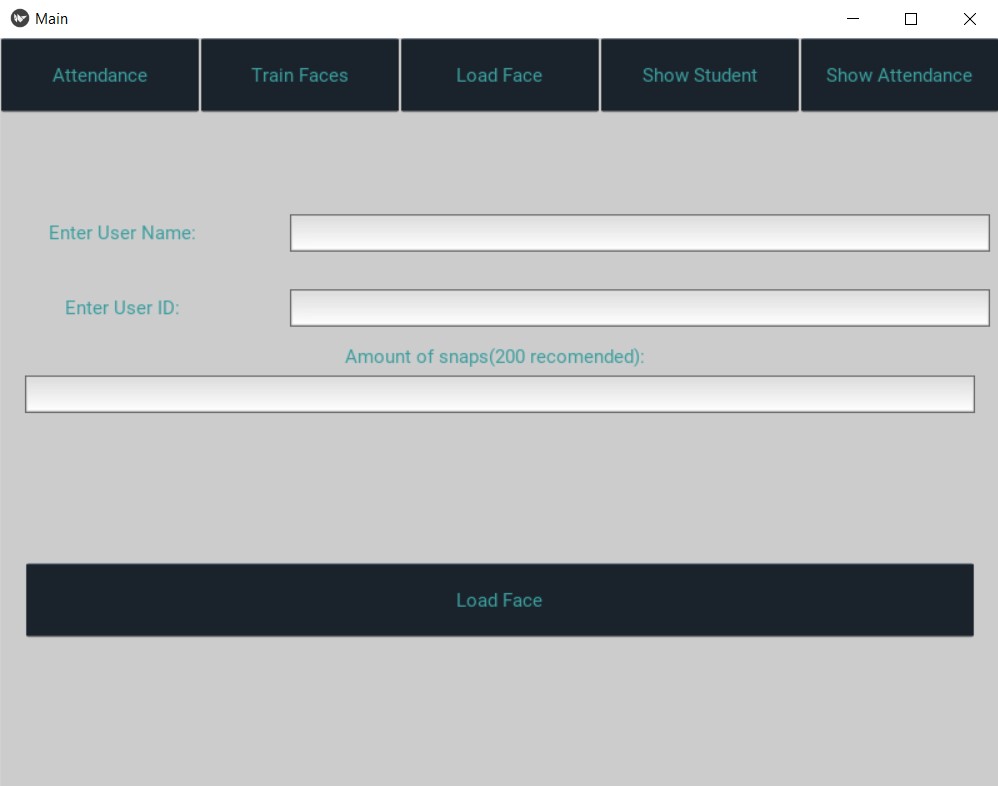 Main
Attendance Train Faces Load Face Show Student Show Attendance
Enter User Name:
Enter User ID:
Amount of snaps(200 recomended):
Load Face